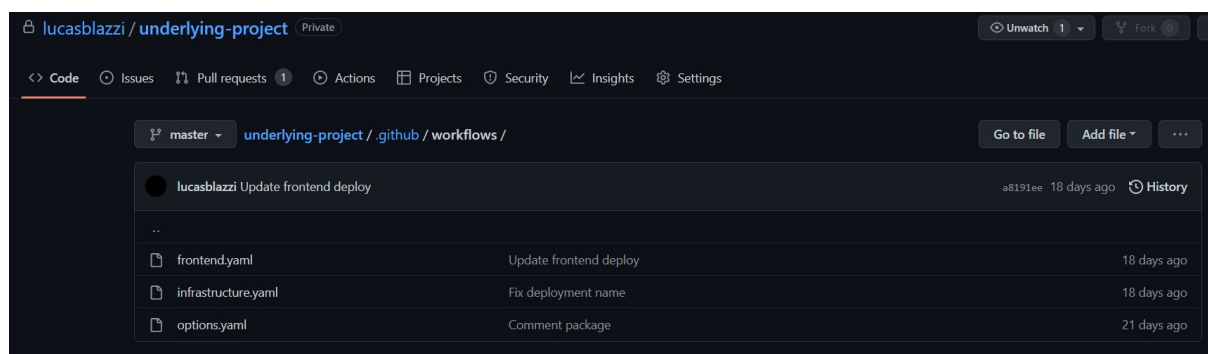 lucasblazzi / underlying-project Private Unwatch 1 Fork 0
<> Code Issues Pull requests 1 Actions Projects Security Insights Settings
master underlying-project / .github / workflows / Go to file Add file ...
lucasblazzi Update frontend deploy a8191ee 18 days ago History
..
frontend.yaml Update frontend deploy 18 days ago
infrastructure.yaml Fix deployment name 18 days ago
options.yaml Comment package 21 days ago